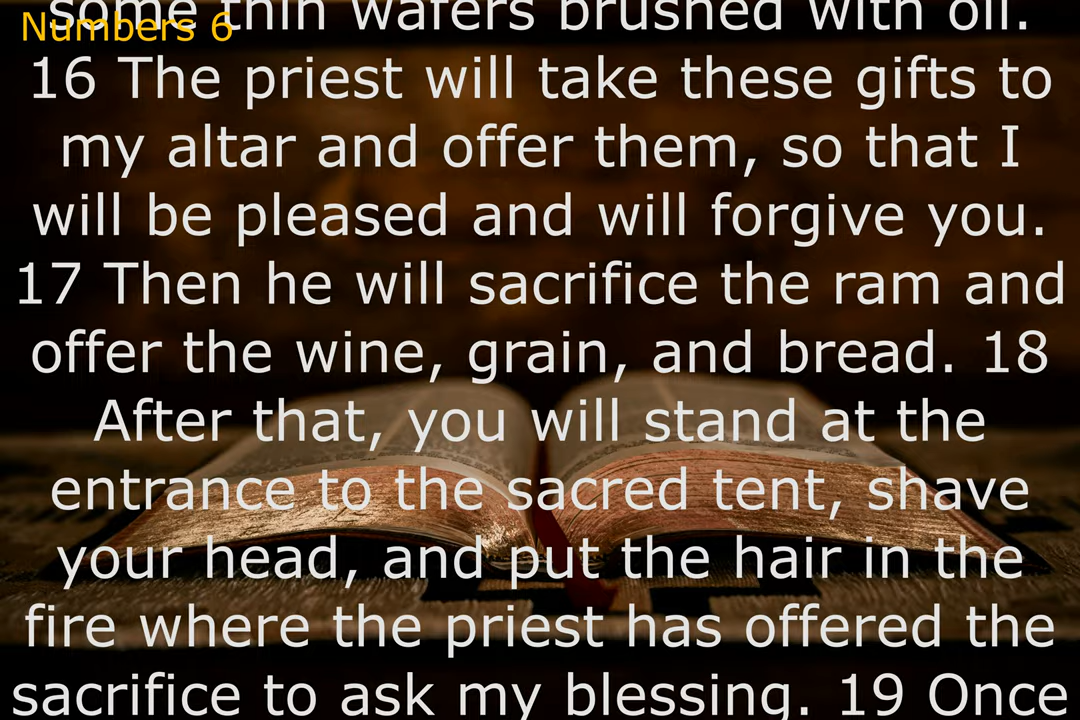 some thin wafers brushed with oil.
Numbers 6
16 The priest will take these gifts to
my altar and offer them, so that I
will be pleased and will forgive you.
17 Then he will sacrifice the ram and
offer the wine, grain, and bread. 18
After that, you will stand at the
entrance to the sacred tent, shave
your head, and put the hair in the
fire where the priest has offered the
sacrifice to ask my blessing. 19 Once